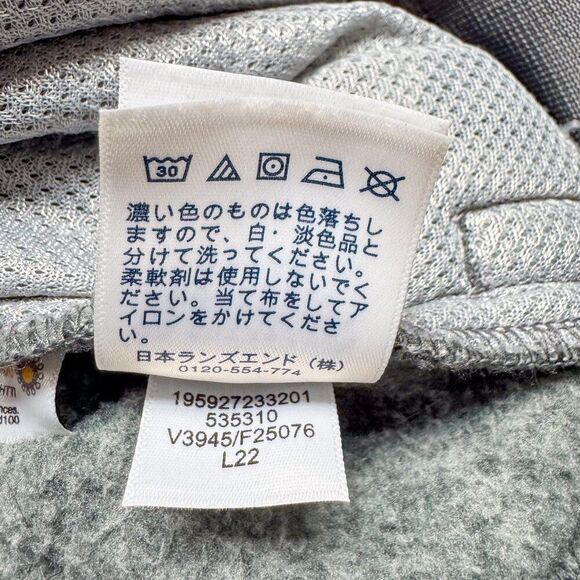 30
濃い色のものは色落ちし
ますので、白・淡色品と
分けて洗ってください。
柔軟剤は使用しないでく
ださい。当て布をしてア
イロンをかけてくださ
い。
日本ランズエンド（株）
0120-554-774
195927233201
535310
V3945/F25076
L22